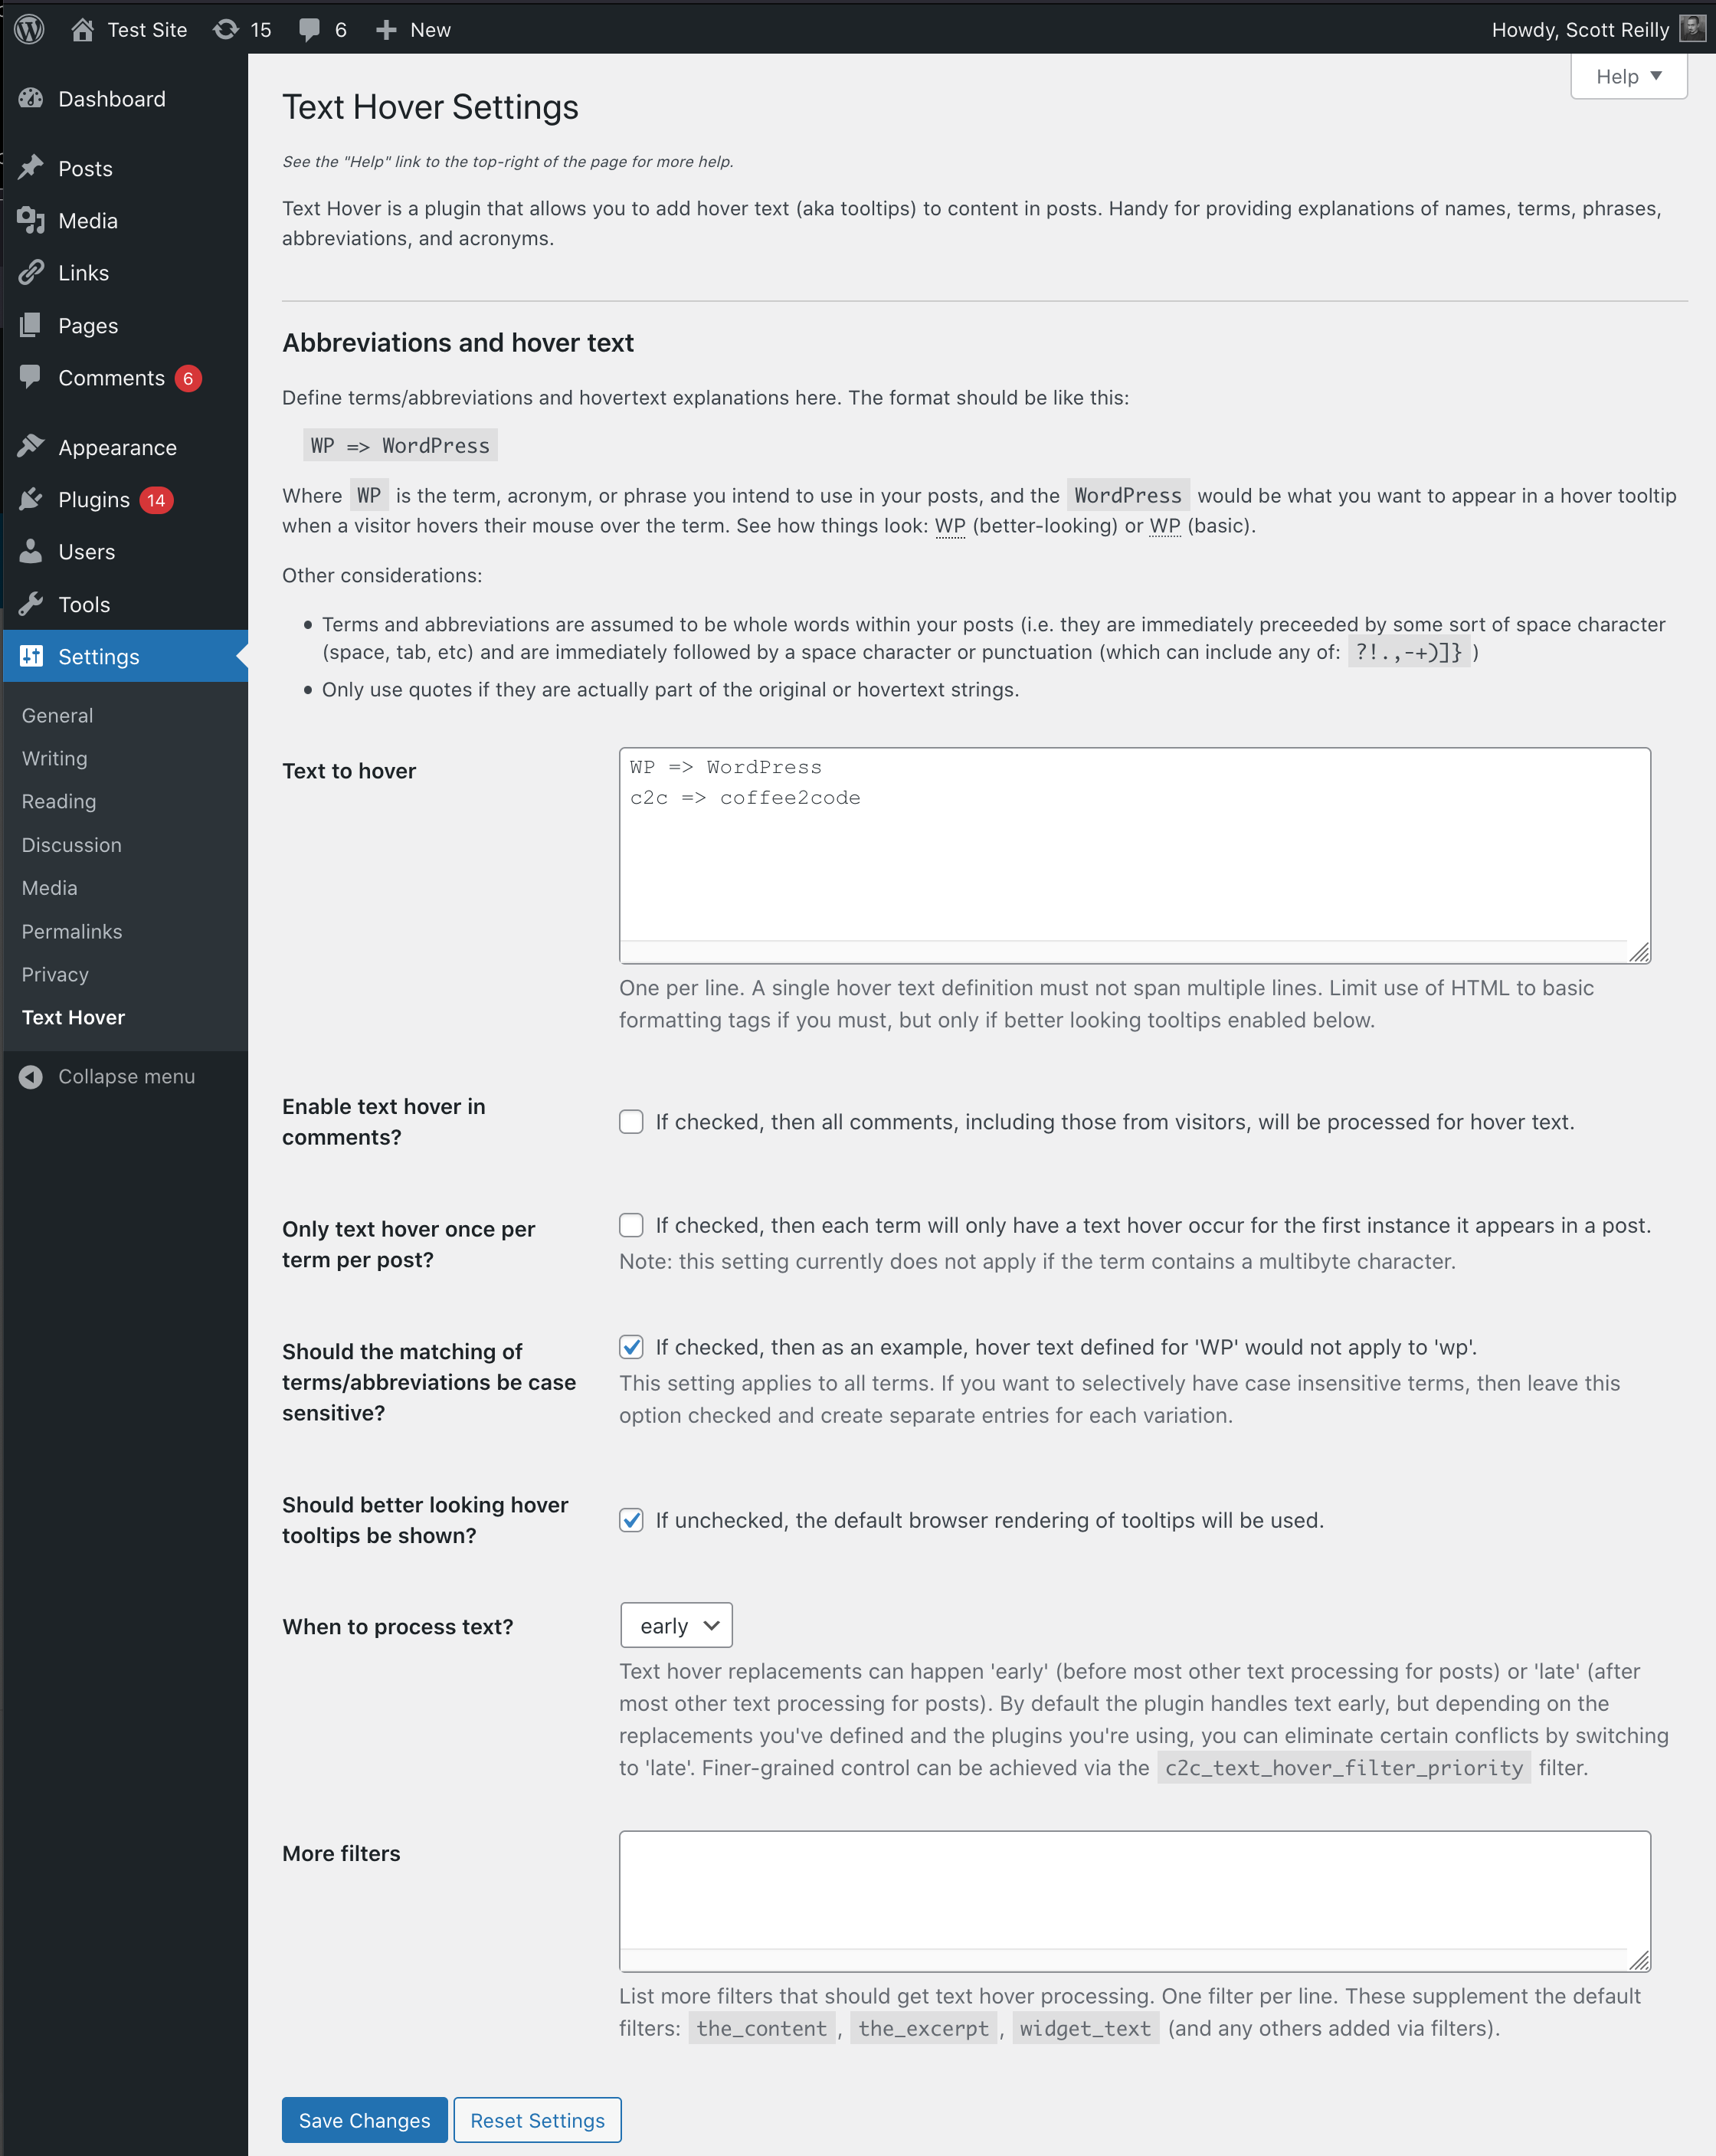 Test Site 15 6 New Howdy, Scott Reilly
Help
Dashboard
Posts
Media
Links
Pages
Comments 6
Appearance
Plugins 14
Users
Tools
Settings
General
Writing
Reading
Discussion
Media
Permalinks
Privacy
Text Hover
Collapse menu
Text Hover Settings
See the "Help" link to the top-right of the page for more help.
Text Hover is a plugin that allows you to add hover text (aka tooltips) to content in posts. Handy for providing explanations of names, terms, phrases,
abbreviations, and acronyms.
Abbreviations and hover text
Define terms/abbreviations and hovertext explanations here. The format should be like this:
WP => WordPress
Where WP is the term, acronym, or phrase you intend to use in your posts, and the WordPress would be what you want to appear in a hover tooltip
when a visitor hovers their mouse over the term. See how things look: WP (better-looking) or WP (basic).
Other considerations:
• Terms and abbreviations are assumed to be whole words within your posts (i.e. they are immediately preceeded by some sort of space character
(space, tab, etc) and are immediately followed by a space character or punctuation (which can include any of: ?!.,-+)]} )
• Only use quotes if they are actually part of the original or hovertext strings.
Text to hover
WP => WordPress
c2c => coffee2code
One per line. A single hover text definition must not span multiple lines. Limit use of HTML to basic
formatting tags if you must, but only if better looking tooltips enabled below.
Enable text hover in
comments?
If checked, then all comments, including those from visitors, will be processed for hover text.
Only text hover once per
term per post?
If checked, then each term will only have a text hover occur for the first instance it appears in a post.
Note: this setting currently does not apply if the term contains a multibyte character.
Should the matching of
terms/abbreviations be case
sensitive?
If checked, then as an example, hover text defined for 'WP' would not apply to 'wp'.
This setting applies to all terms. If you want to selectively have case insensitive terms, then leave this
option checked and create separate entries for each variation.
Should better looking hover
tooltips be shown?
If unchecked, the default browser rendering of tooltips will be used.
When to process text?
early
Text hover replacements can happen 'early' (before most other text processing for posts) or 'late' (after
most other text processing for posts). By default the plugin handles text early, but depending on the
replacements you've defined and the plugins you're using, you can eliminate certain conflicts by switching
to 'late'. Finer-grained control can be achieved via the c2c_text_hover_filter_priority filter.
More filters
List more filters that should get text hover processing. One filter per line. These supplement the default
filters: the_content, the_excerpt, widget_text (and any others added via filters).
Save Changes Reset Settings